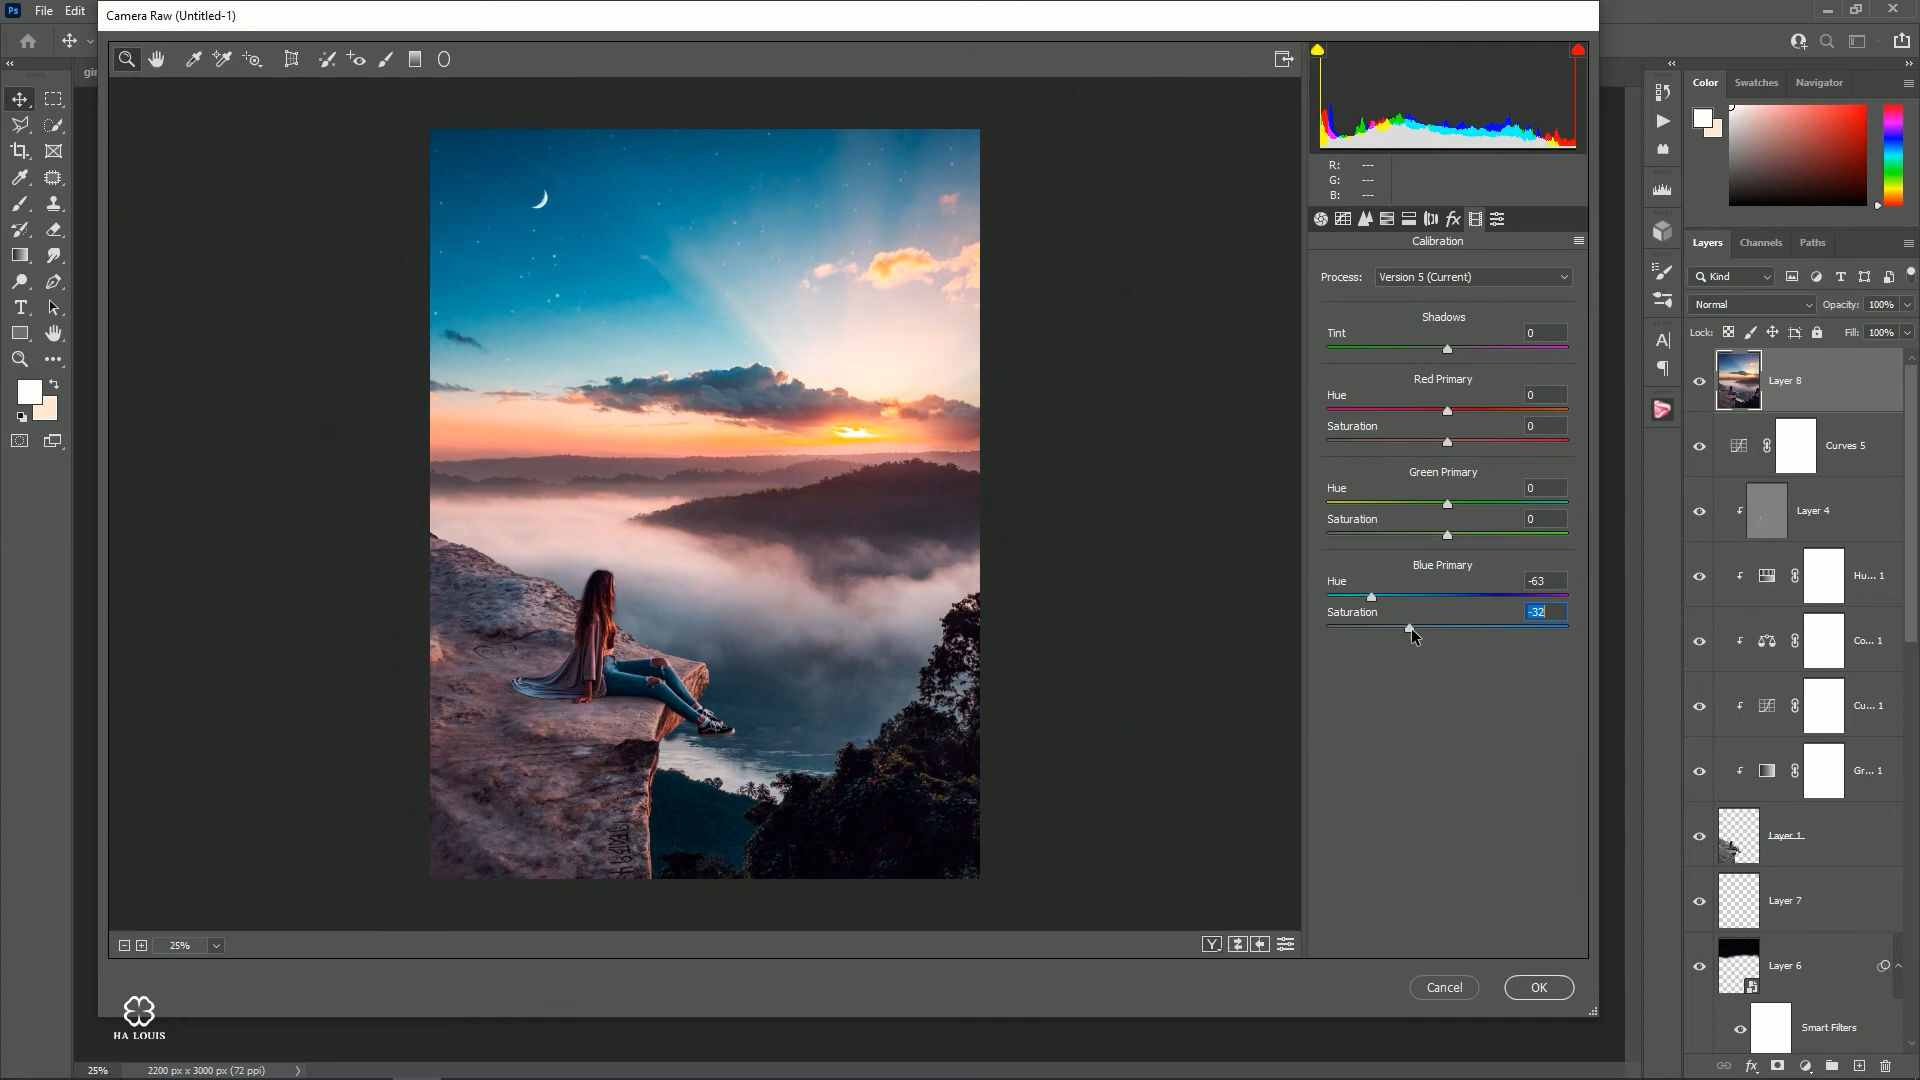 Ps File Edit
Camera Raw (Untitled-1)
R: ---
G: ---
B: ---
fx
Calibration
Process: Version 5 (Current)
Shadows
Tint 0
Red Primary
Hue 0
Saturation 0
Green Primary
Hue 0
Saturation 0
Blue Primary
Hue -63
Saturation -32
25%
Y
Cancel OK
HA LOUIS
25% 2200 px x 3000 px (72 ppi)
Color Swatches Navigator
Layers Channels Paths
Kind
Normal Opacity: 100%
Lock: Fill: 100%
Layer 8
Curves 5
Layer 4
Hu... 1
Co... 1
Cu... 1
Gr... 1
Layer 1
Layer 7
Layer 6
Smart Filters
fx